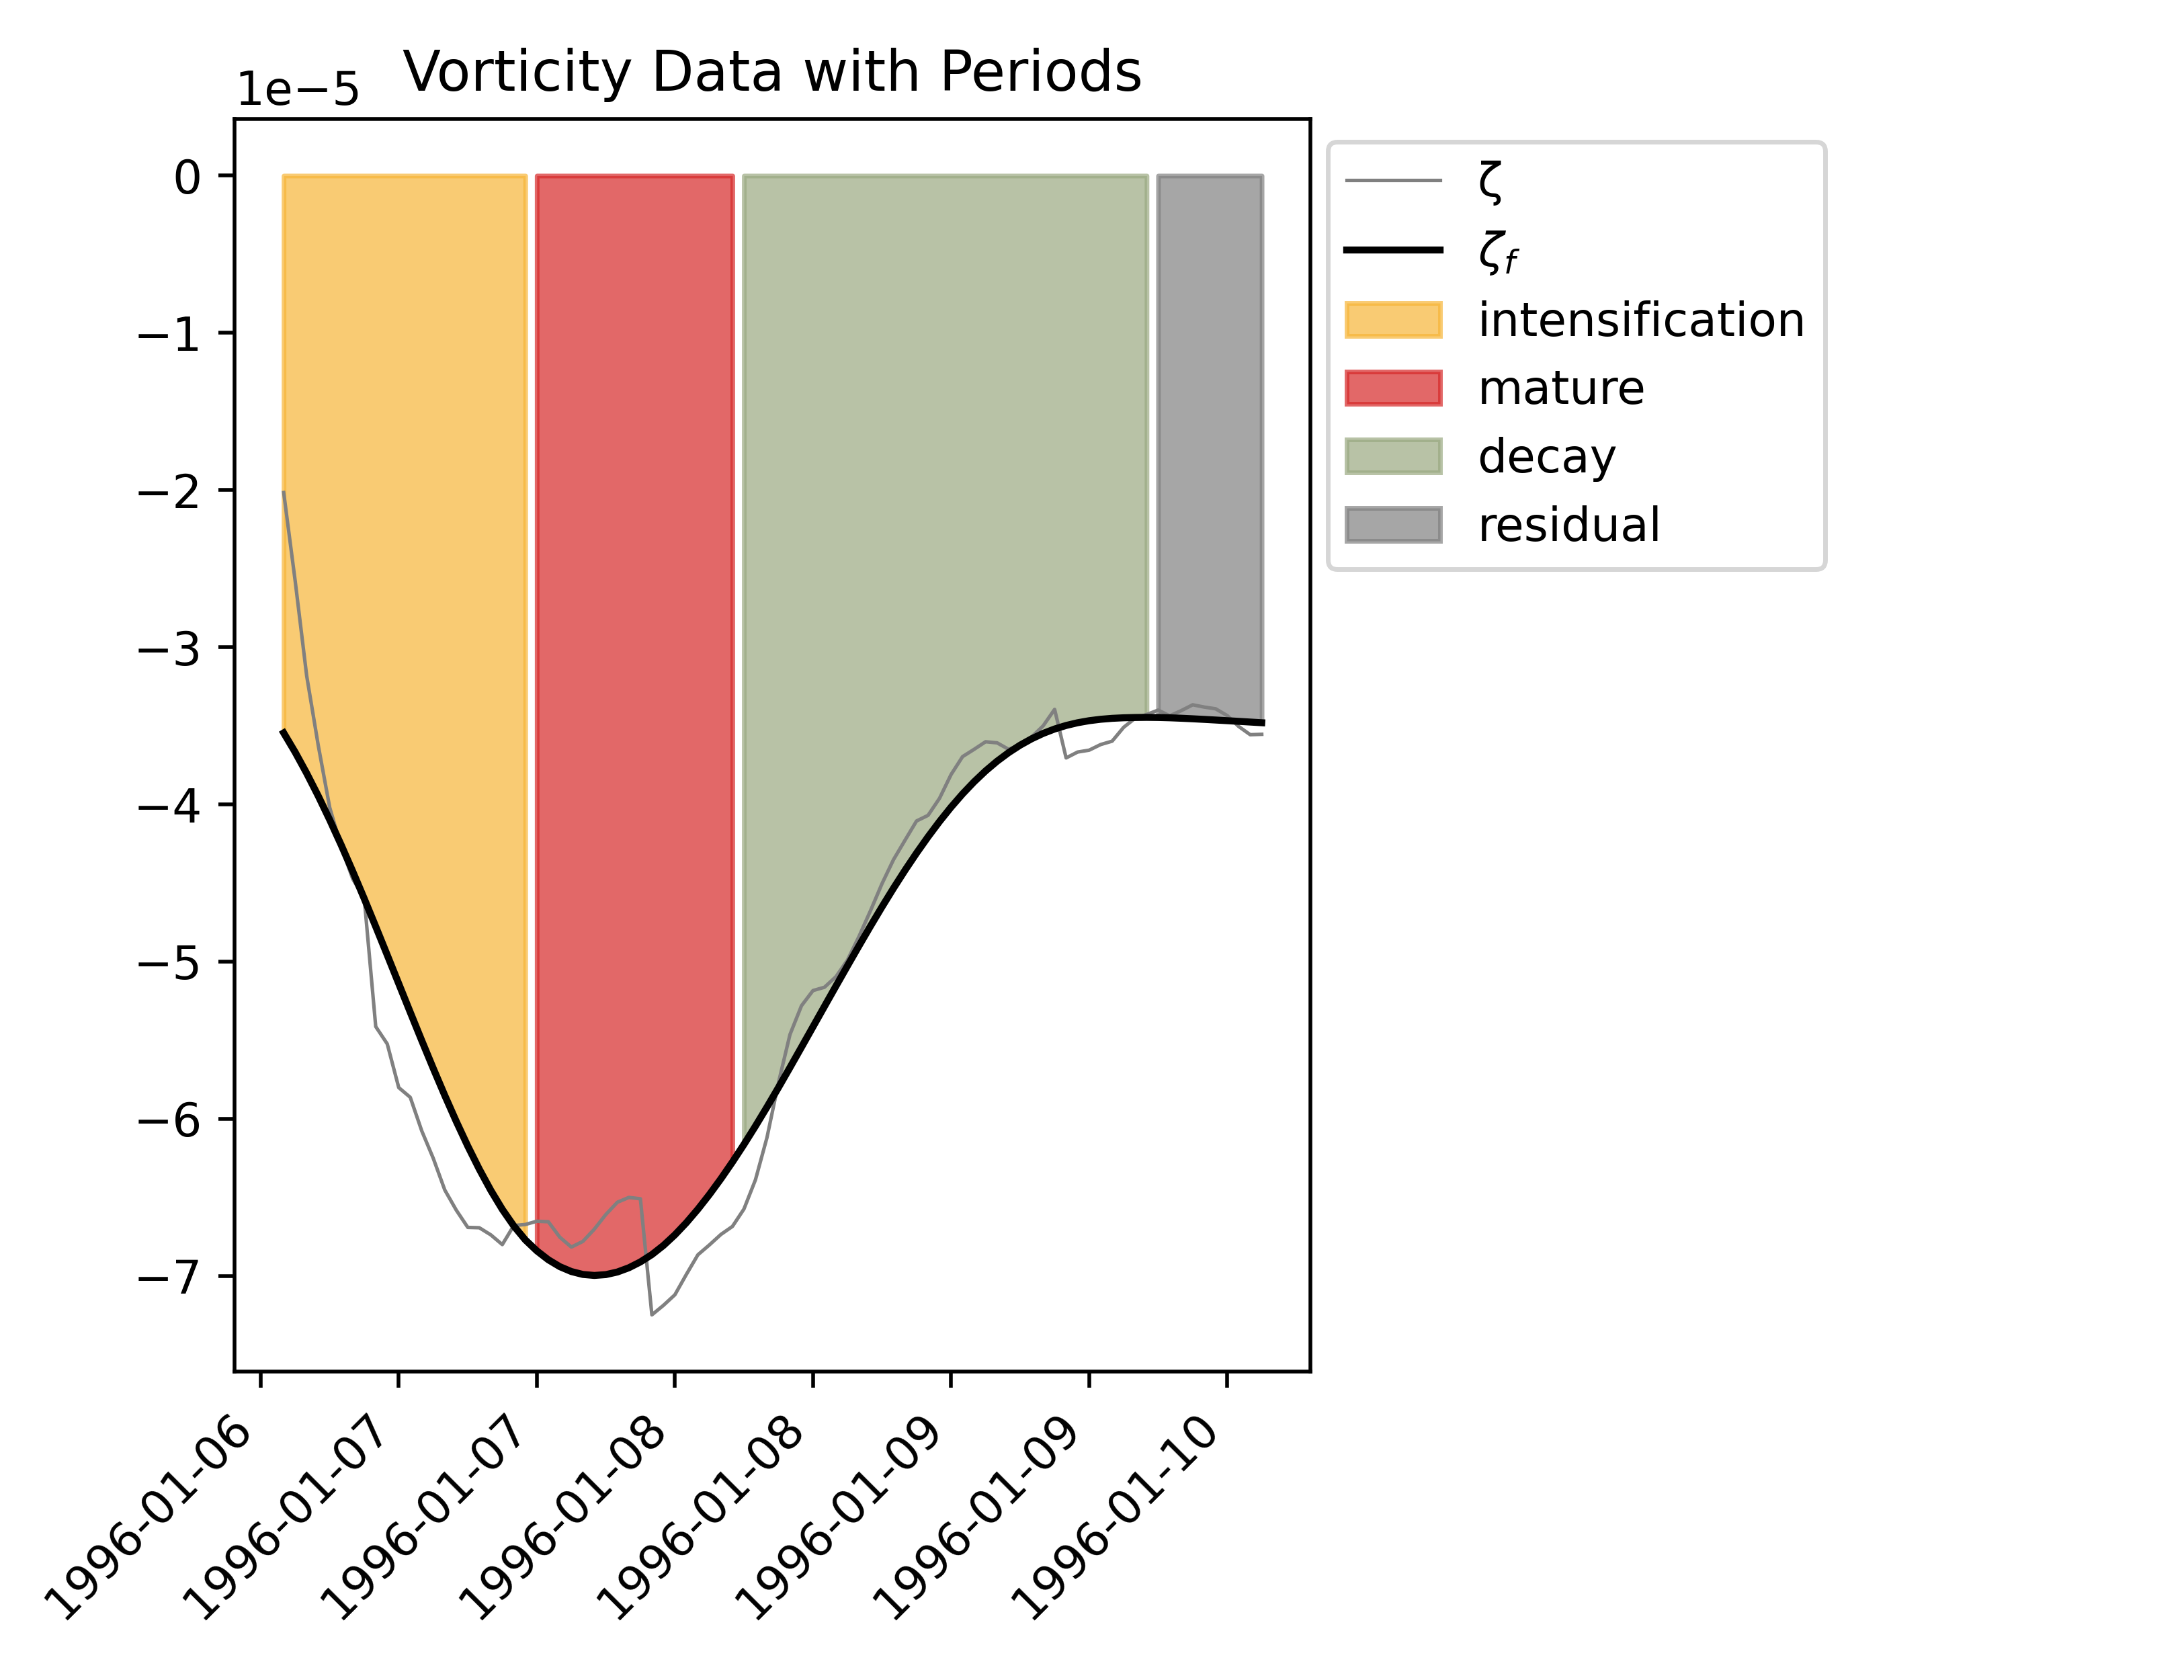 Vorticity Data with Periods
1e−5
0
−1
−2
−3
−4
−5
−6
−7
1996-01-06
1996-01-07
1996-01-07
1996-01-08
1996-01-08
1996-01-09
1996-01-09
1996-01-10
ζ
ζf
intensification
mature
decay
residual